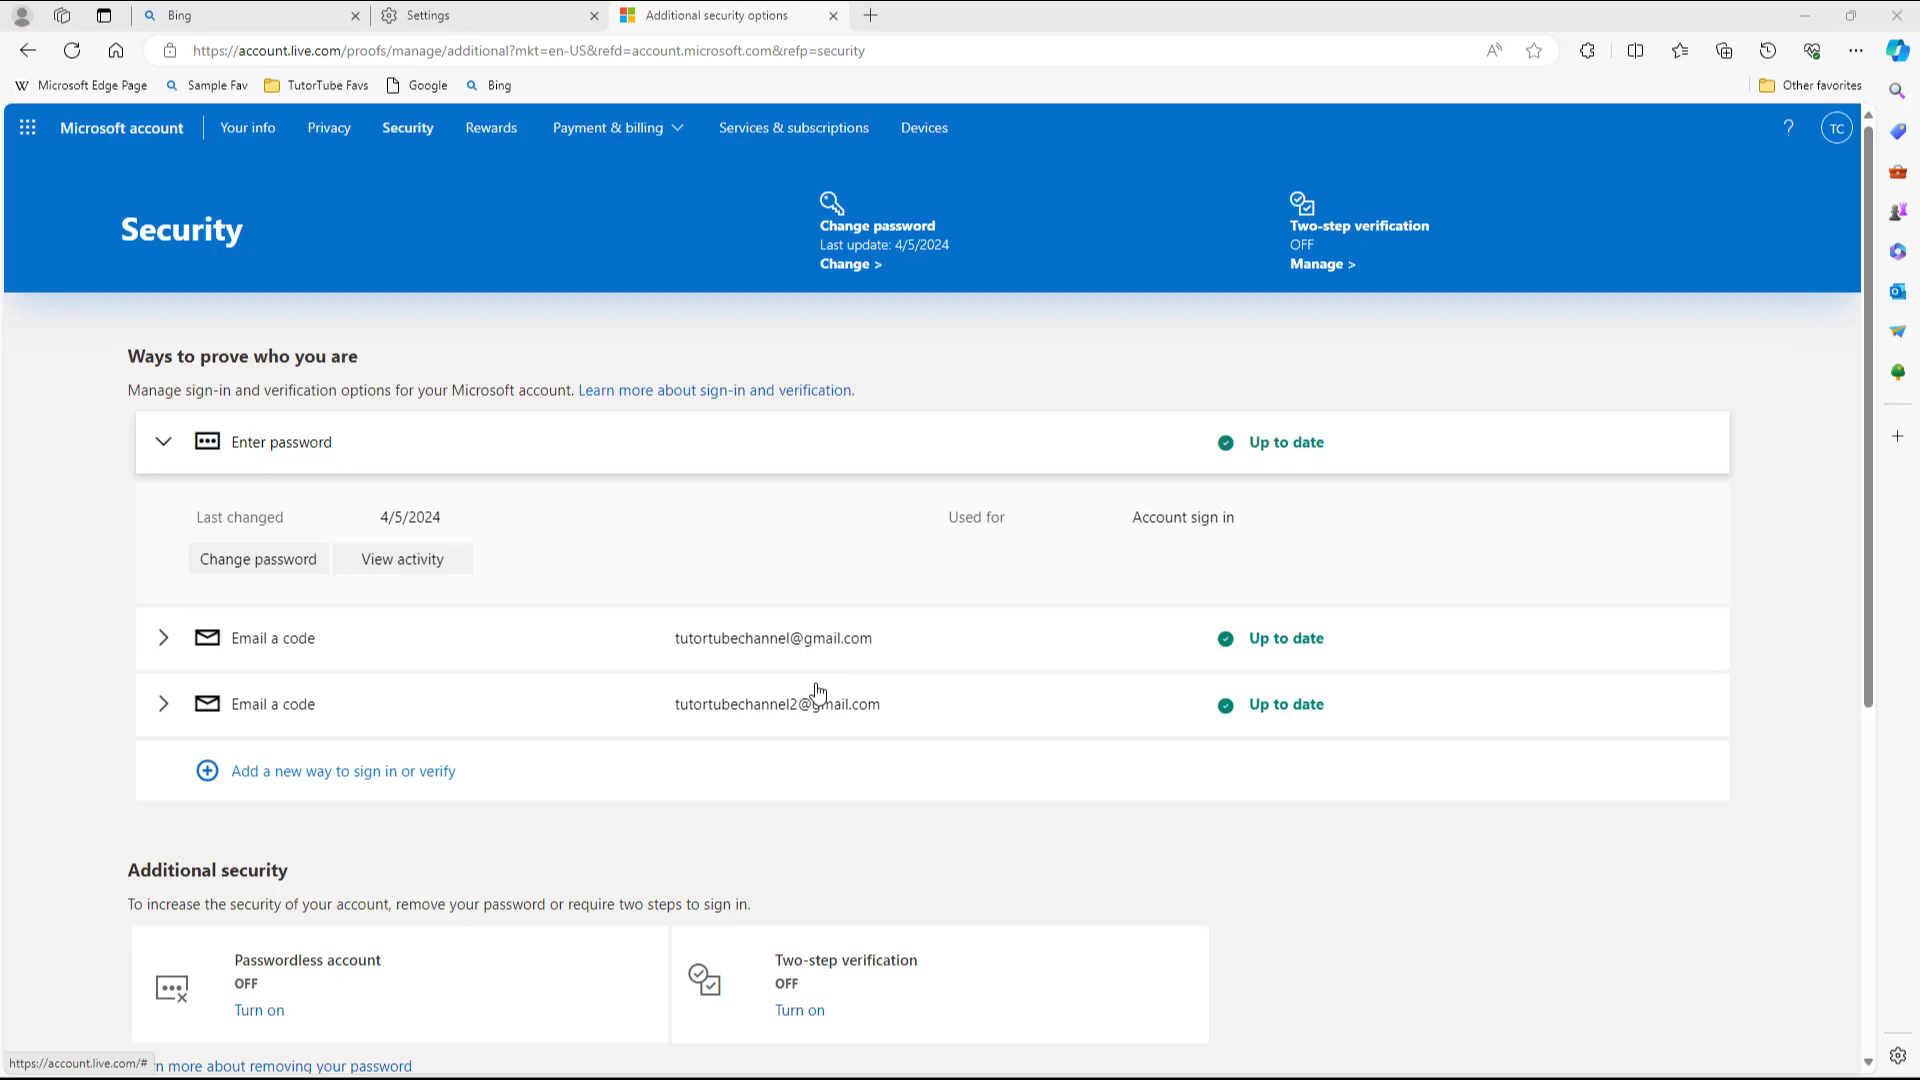 Bing
Settings
Additional security options
https://account.live.com/proofs/manage/additional?mkt=en-US&refd=account.microsoft.com&refp=security
W Microsoft Edge Page
Sample Fav
TutorTube Favs
Google
Bing
Other favorites
Microsoft account
Your info
Privacy
Security
Rewards
Payment & billing
Services & subscriptions
Devices
?
TC
Security
Change password
Last update: 4/5/2024
Change >
Two-step verification
OFF
Manage >
Ways to prove who you are
Manage sign-in and verification options for your Microsoft account. Learn more about sign-in and verification.
Enter password
Up to date
Last changed
4/5/2024
Used for
Account sign in
Change password
View activity
Email a code
tutortubechannel@gmail.com
Up to date
Email a code
tutortubechannel2@gmail.com
Up to date
Add a new way to sign in or verify
Additional security
To increase the security of your account, remove your password or require two steps to sign in.
Passwordless account
OFF
Turn on
Two-step verification
OFF
Turn on
https://account.live.com/#
n more about removing your password